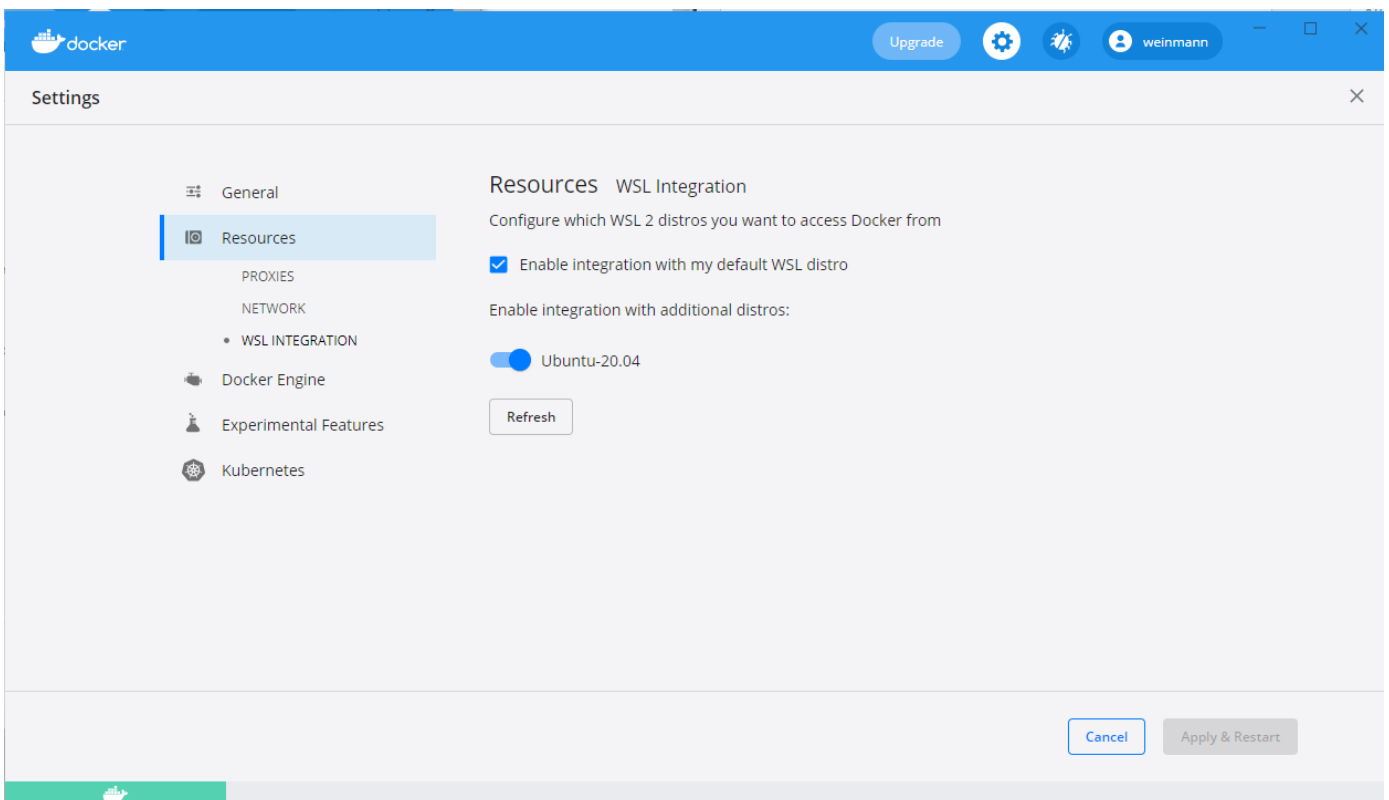 docker
Upgrade
weinmann
Settings
General
Resources
PROXIES
NETWORK
WSL INTEGRATION
Docker Engine
Experimental Features
Kubernetes
Resources WSL Integration
Configure which WSL 2 distros you want to access Docker from
Enable integration with my default WSL distro
Enable integration with additional distros:
Ubuntu-20.04
Refresh
Cancel
Apply & Restart